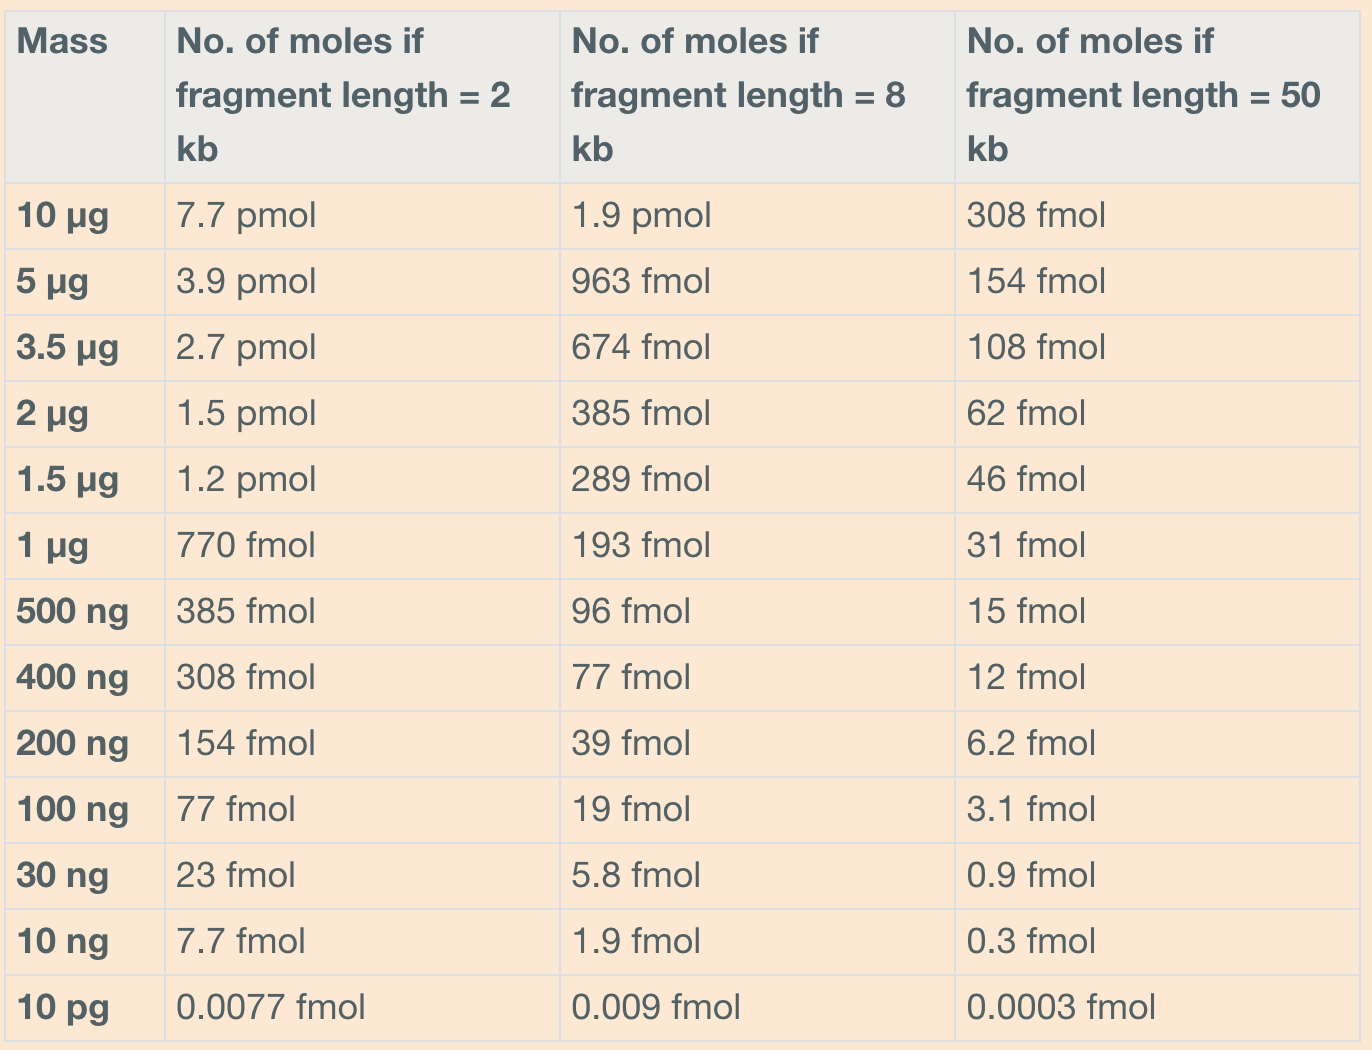 Mass No. of moles if fragment length = 2 kb No. of moles if fragment length = 8 kb No. of moles if fragment length = 50 kb
10 µg 7.7 pmol 1.9 pmol 308 fmol
5 µg 3.9 pmol 963 fmol 154 fmol
3.5 µg 2.7 pmol 674 fmol 108 fmol
2 µg 1.5 pmol 385 fmol 62 fmol
1.5 µg 1.2 pmol 289 fmol 46 fmol
1 µg 770 fmol 193 fmol 31 fmol
500 ng 385 fmol 96 fmol 15 fmol
400 ng 308 fmol 77 fmol 12 fmol
200 ng 154 fmol 39 fmol 6.2 fmol
100 ng 77 fmol 19 fmol 3.1 fmol
30 ng 23 fmol 5.8 fmol 0.9 fmol
10 ng 7.7 fmol 1.9 fmol 0.3 fmol
10 pg 0.0077 fmol 0.009 fmol 0.0003 fmol